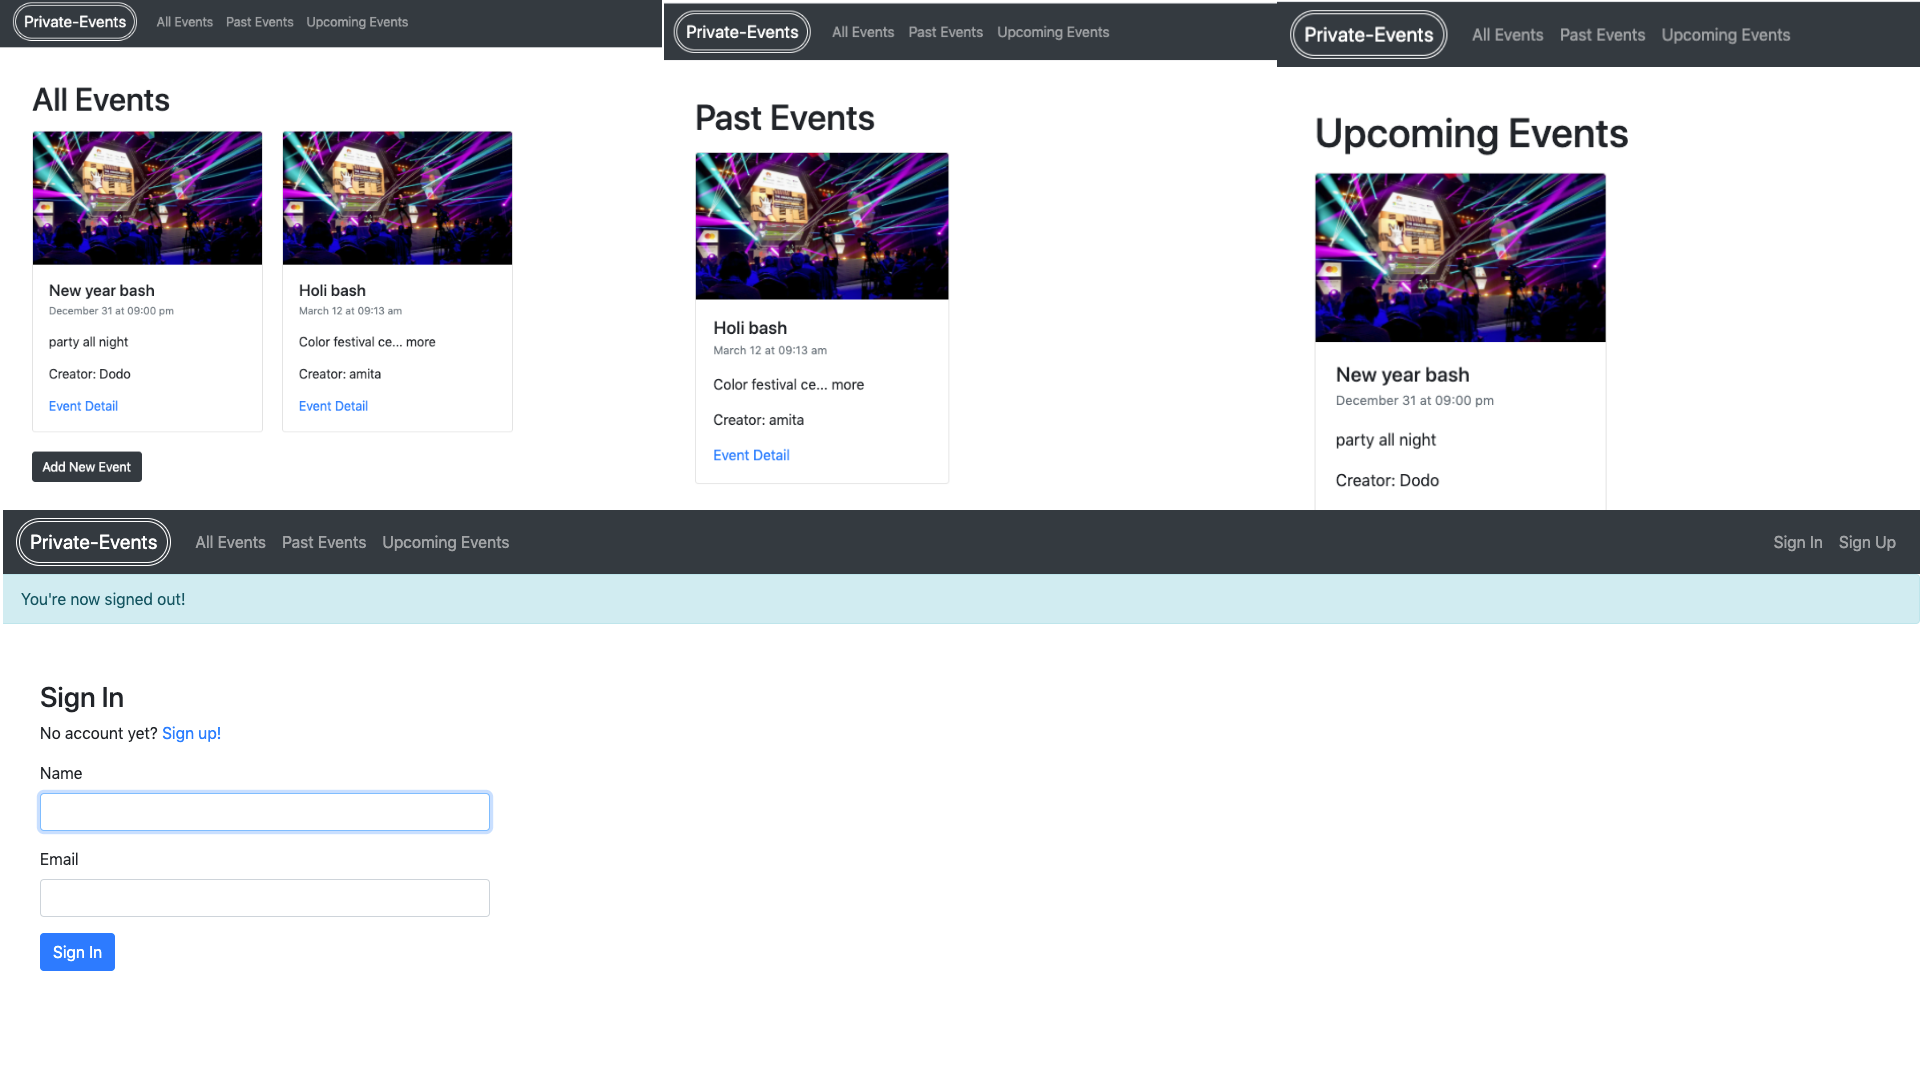 Private-Events All Events Past Events Upcoming Events
All Events
New year bash
December 31 at 09:00 pm
party all night
Creator: Dodo
Event Detail
Holi bash
March 12 at 09:13 am
Color festival ce... more
Creator: amita
Event Detail
Add New Event
Private-Events All Events Past Events Upcoming Events
Past Events
Holi bash
March 12 at 09:13 am
Color festival ce... more
Creator: amita
Event Detail
Private-Events All Events Past Events Upcoming Events
Upcoming Events
New year bash
December 31 at 09:00 pm
party all night
Creator: Dodo
Private-Events All Events Past Events Upcoming Events Sign In Sign Up
You're now signed out!
Sign In
No account yet? Sign up!
Name
Email
Sign In